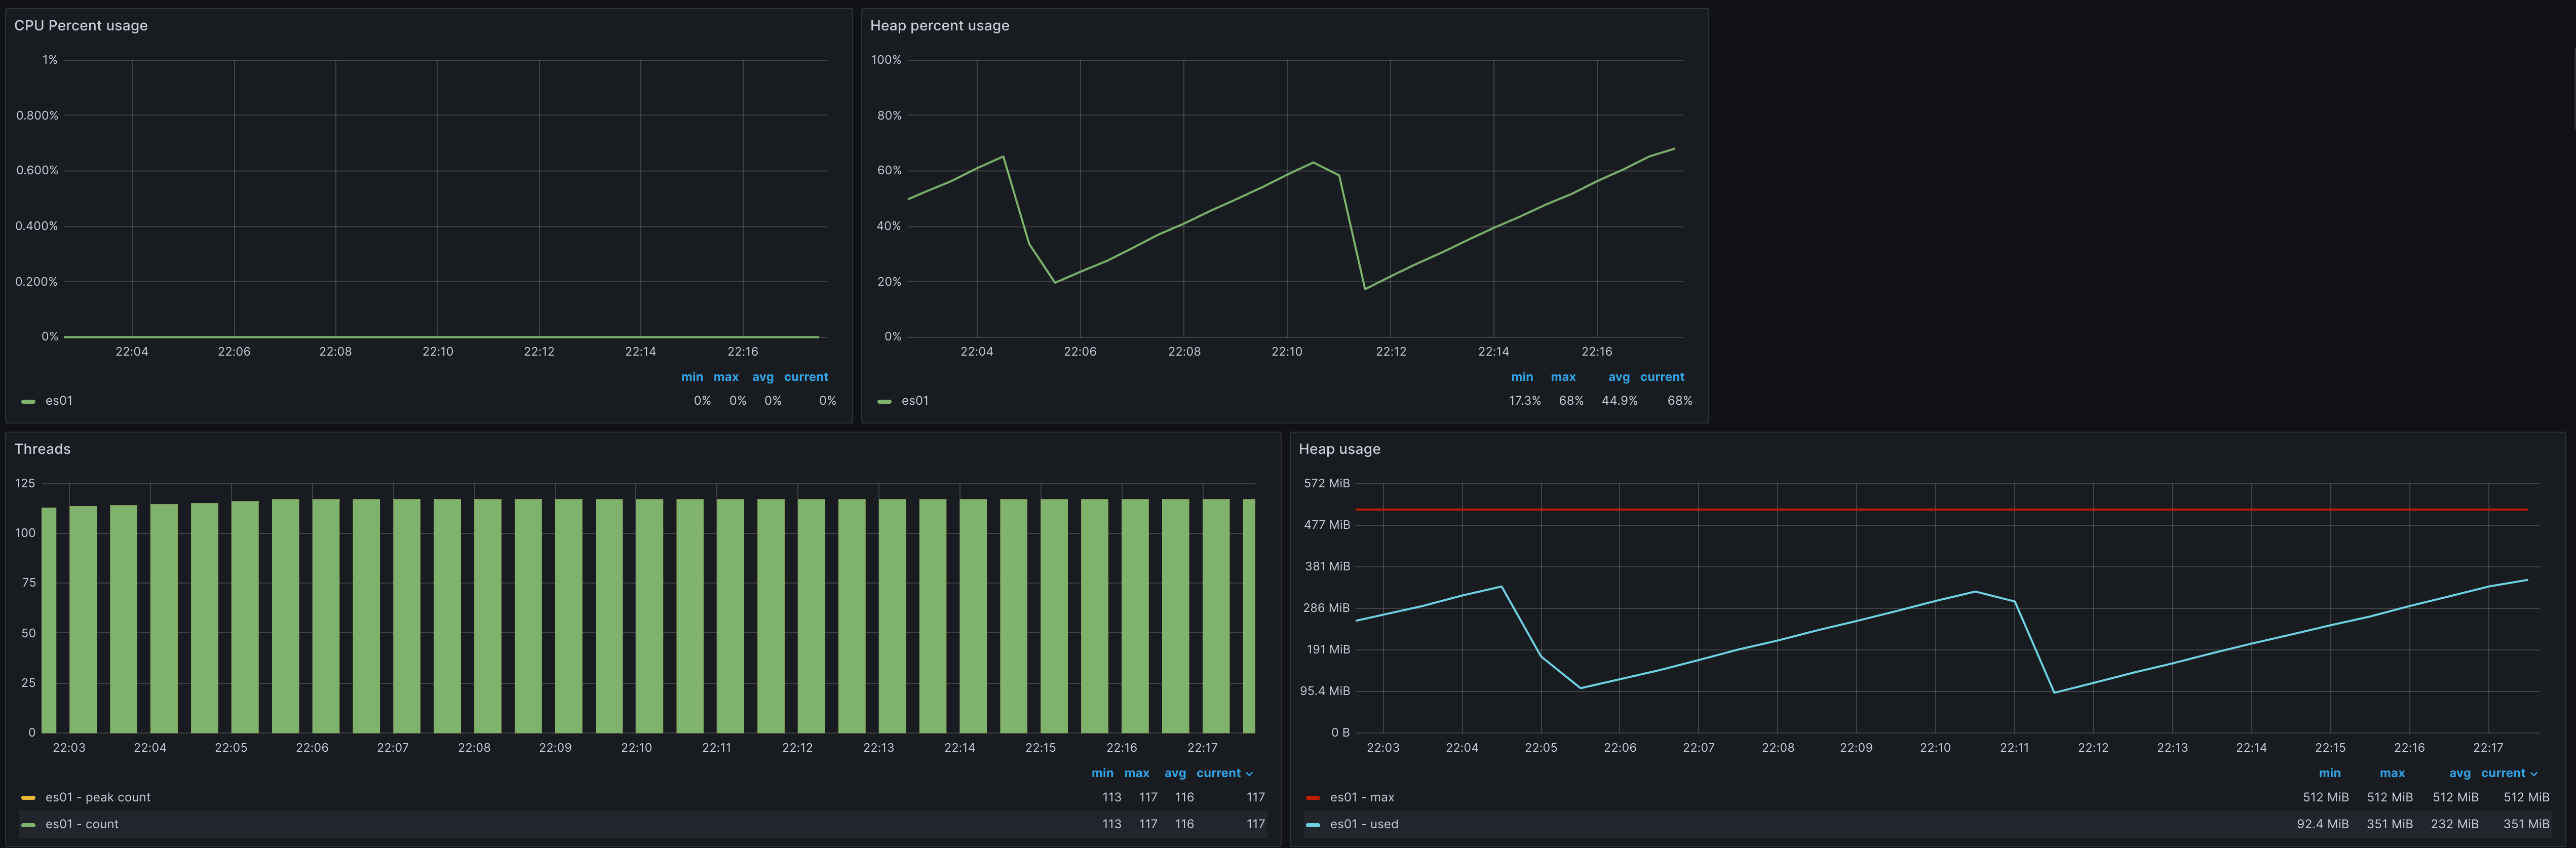 CPU Percent usage
1%
0.800%
0.600%
0.400%
0.200%
0%
22:04 22:06 22:08 22:10 22:12 22:14 22:16
min max avg current
es01 0% 0% 0% 0%
Heap percent usage
100%
80%
60%
40%
20%
0%
22:04 22:06 22:08 22:10 22:12 22:14 22:16
min max avg current
es01 17.3% 68% 44.9% 68%
Threads
125
100
75
50
25
0
22:03 22:04 22:05 22:06 22:07 22:08 22:09 22:10 22:11 22:12 22:13 22:14 22:15 22:16 22:17
min max avg current
es01 - peak count 113 117 116 117
es01 - count 113 117 116 117
Heap usage
572 MiB
477 MiB
381 MiB
286 MiB
191 MiB
95.4 MiB
0 B
22:03 22:04 22:05 22:06 22:07 22:08 22:09 22:10 22:11 22:12 22:13 22:14 22:15 22:16 22:17
min max avg current
es01 - max 512 MiB 512 MiB 512 MiB 512 MiB
es01 - used 92.4 MiB 351 MiB 232 MiB 351 MiB